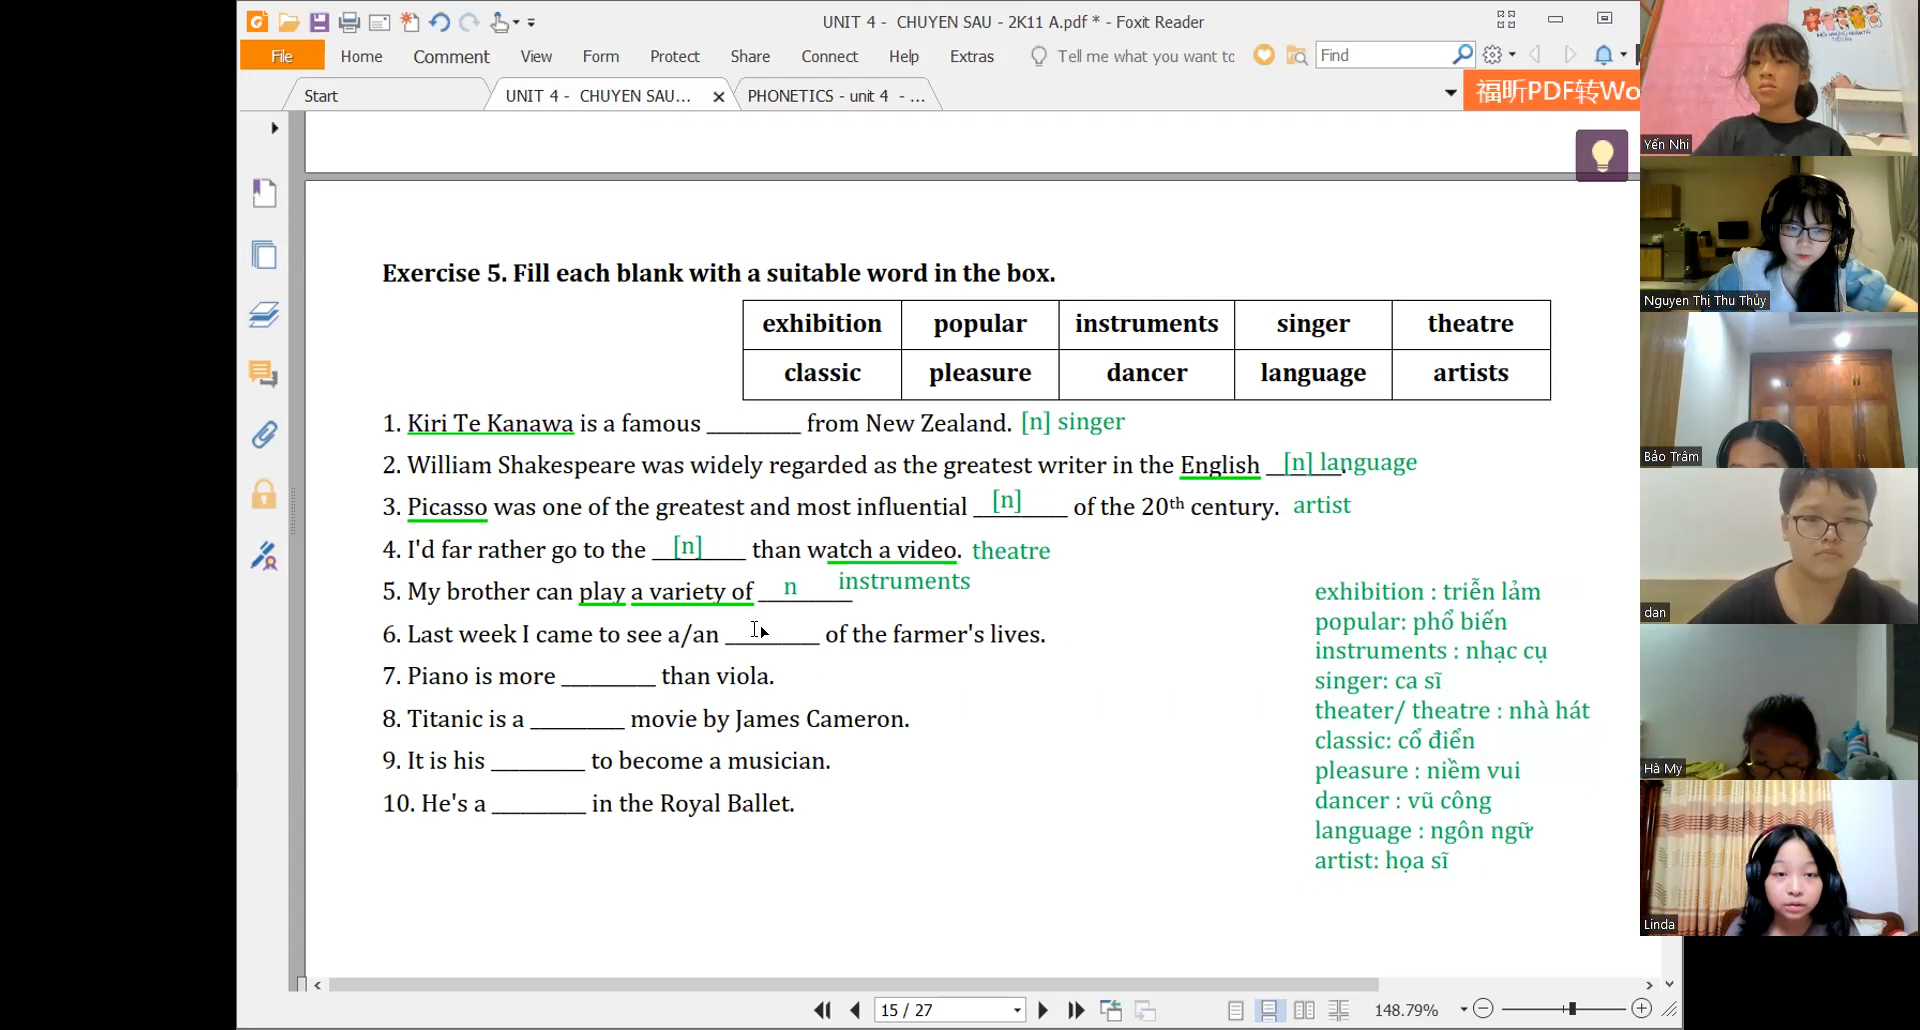 UNIT 4 - CHUYEN SAU - 2K11 A.pdf * - Foxit Reader
File Home Comment View Form Protect Share Connect Help Extras Tell me what you want to Find
Start UNIT 4 - CHUYEN SAU... PHONETICS - unit 4 - ... 福昕PDF转Wo
Exercise 5. Fill each blank with a suitable word in the box.
exhibition popular instruments singer theatre
classic pleasure dancer language artists
1. Kiri Te Kanawa is a famous ________ from New Zealand. [n] singer
2. William Shakespeare was widely regarded as the greatest writer in the English ______. [n] language
3. Picasso was one of the greatest and most influential ___[n]___ of the 20th century. artist
4. I'd far rather go to the ___[n]___ than watch a video. theatre
5. My brother can play a variety of ___n___ instruments
6. Last week I came to see a/an ________ of the farmer's lives.
7. Piano is more ________ than viola.
8. Titanic is a ________ movie by James Cameron.
9. It is his ________ to become a musician.
10. He's a ________ in the Royal Ballet.
exhibition : triễn lảm
popular: phổ biến
instruments : nhạc cụ
singer: ca sĩ
theater/ theatre : nhà hát
classic: cổ điển
pleasure : niềm vui
dancer : vũ công
language : ngôn ngữ
artist: họa sĩ
15 / 27 148.79%
Yến Nhi
Nguyen Thị Thu Thủy
Bảo Trâm
dan
Hà My
Linda